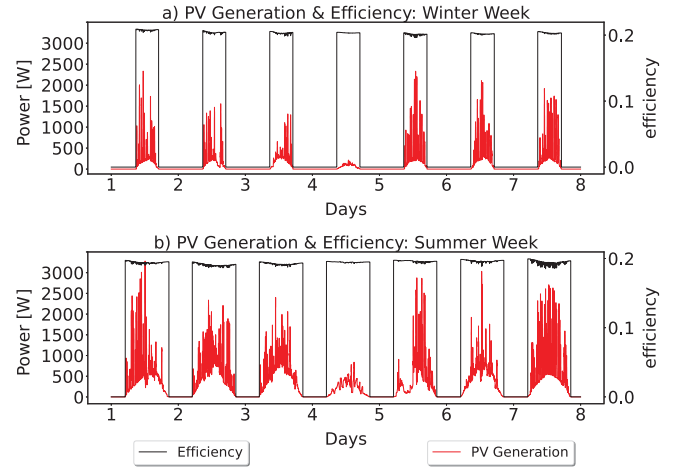 a) PV Generation & Efficiency: Winter Week
Power [W]
3500
3000
2500
2000
1500
1000
500
0
0.2
0.1
0.0
efficiency
1 2 3 4 5 6 7 8
Days
b) PV Generation & Efficiency: Summer Week
Power [W]
3000
2500
2000
1500
1000
500
0
0.2
0.1
0.0
efficiency
1 2 3 4 5 6 7 8
Days
Efficiency
PV Generation